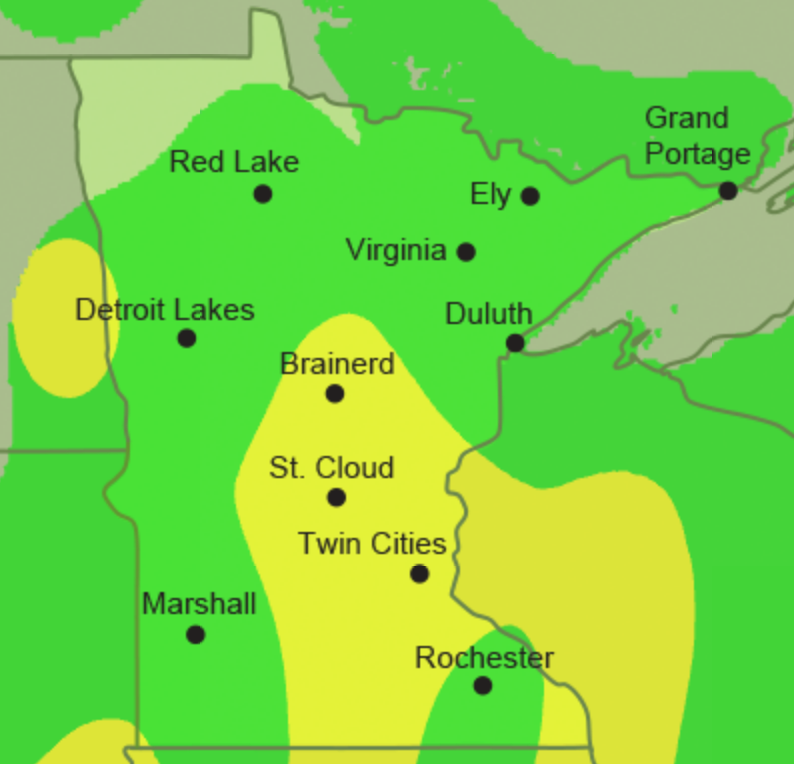 Grand
Portage
Red Lake
Ely
Virginia
Detroit Lakes
Duluth
Brainerd
St. Cloud
Twin Cities
Marshall
Rochester